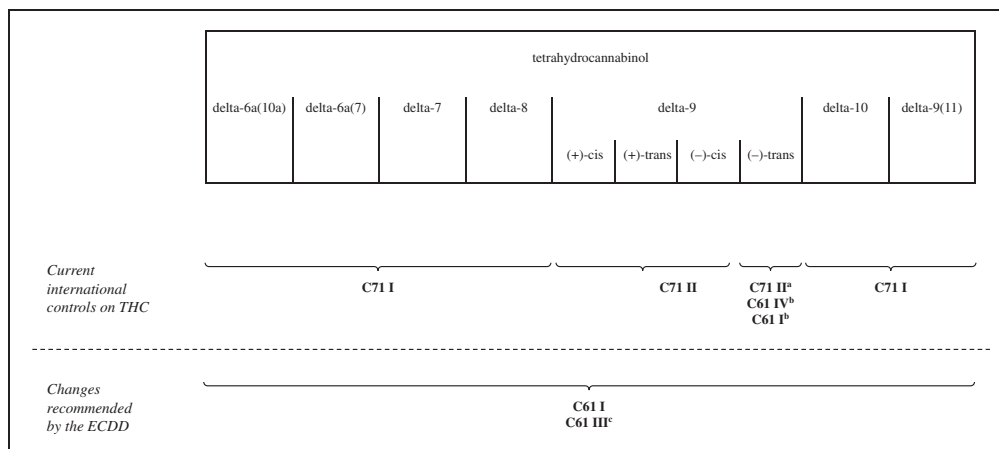 tetrahydrocannabinol
delta-6a(10a) delta-6a(7) delta-7 delta-8 delta-9 delta-10 delta-9(11)
(+)-cis (+)-trans (–)-cis (–)-trans
Current
international
controls on THC
C71 I C71 II C71 IIᵃ C71 I
C61 IVᵇ
C61 Iᵇ
Changes
recommended
by the ECDD
C61 I
C61 IIIᶜ